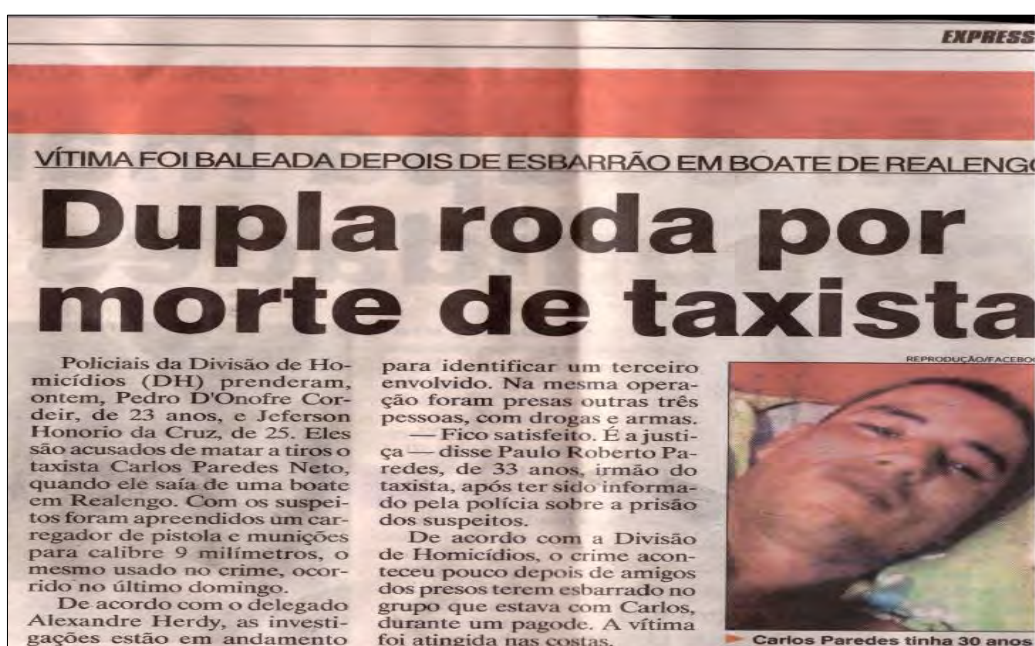 EXPRESS
VÍTIMA FOI BALEADA DEPOIS DE ESBARRÃO EM BOATE DE REALENGO
Dupla roda por
morte de taxista
Policiais da Divisão de Ho-
micídios (DH) prenderam,
ontem, Pedro D'Onofre Cor-
deir, de 23 anos, e Jeferson
Honorio da Cruz, de 25. Eles
são acusados de matar a tiros o
taxista Carlos Paredes Neto,
quando ele saía de uma boate
em Realengo. Com os suspei-
tos foram apreendidos um car-
regador de pistola e munições
para calibre 9 milímetros, o
mesmo usado no crime, ocor-
rido no último domingo.
De acordo com o delegado
Alexandre Herdy, as investi-
gações estão em andamento
para identificar um terceiro
envolvido. Na mesma opera-
ção foram presas outras três
pessoas, com drogas e armas.
— Fico satisfeito. É a justi-
ça — disse Paulo Roberto Pa-
redes, de 33 anos, irmão do
taxista, após ter sido informa-
do pela polícia sobre a prisão
dos suspeitos.
De acordo com a Divisão
de Homicídios, o crime acon-
teceu pouco depois de amigos
dos presos terem esbarrado no
grupo que estava com Carlos,
durante um pagode. A vítima
foi atingida nas costas.
REPRODUÇÃO/FACEBOO
Carlos Paredes tinha 30 anos